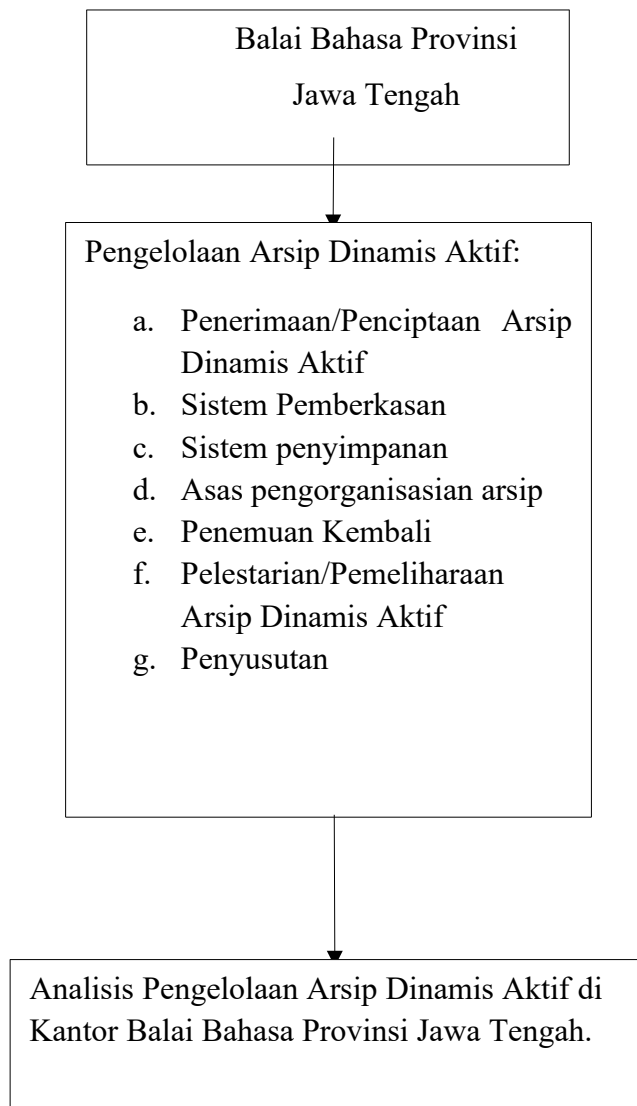 Balai Bahasa Provinsi
Jawa Tengah
Pengelolaan Arsip Dinamis Aktif:
a. Penerimaan/Penciptaan Arsip
Dinamis Aktif
b. Sistem Pemberkasan
c. Sistem penyimpanan
d. Asas pengorganisasian arsip
e. Penemuan Kembali
f. Pelestarian/Pemeliharaan
Arsip Dinamis Aktif
g. Penyusutan
Analisis Pengelolaan Arsip Dinamis Aktif di
Kantor Balai Bahasa Provinsi Jawa Tengah.